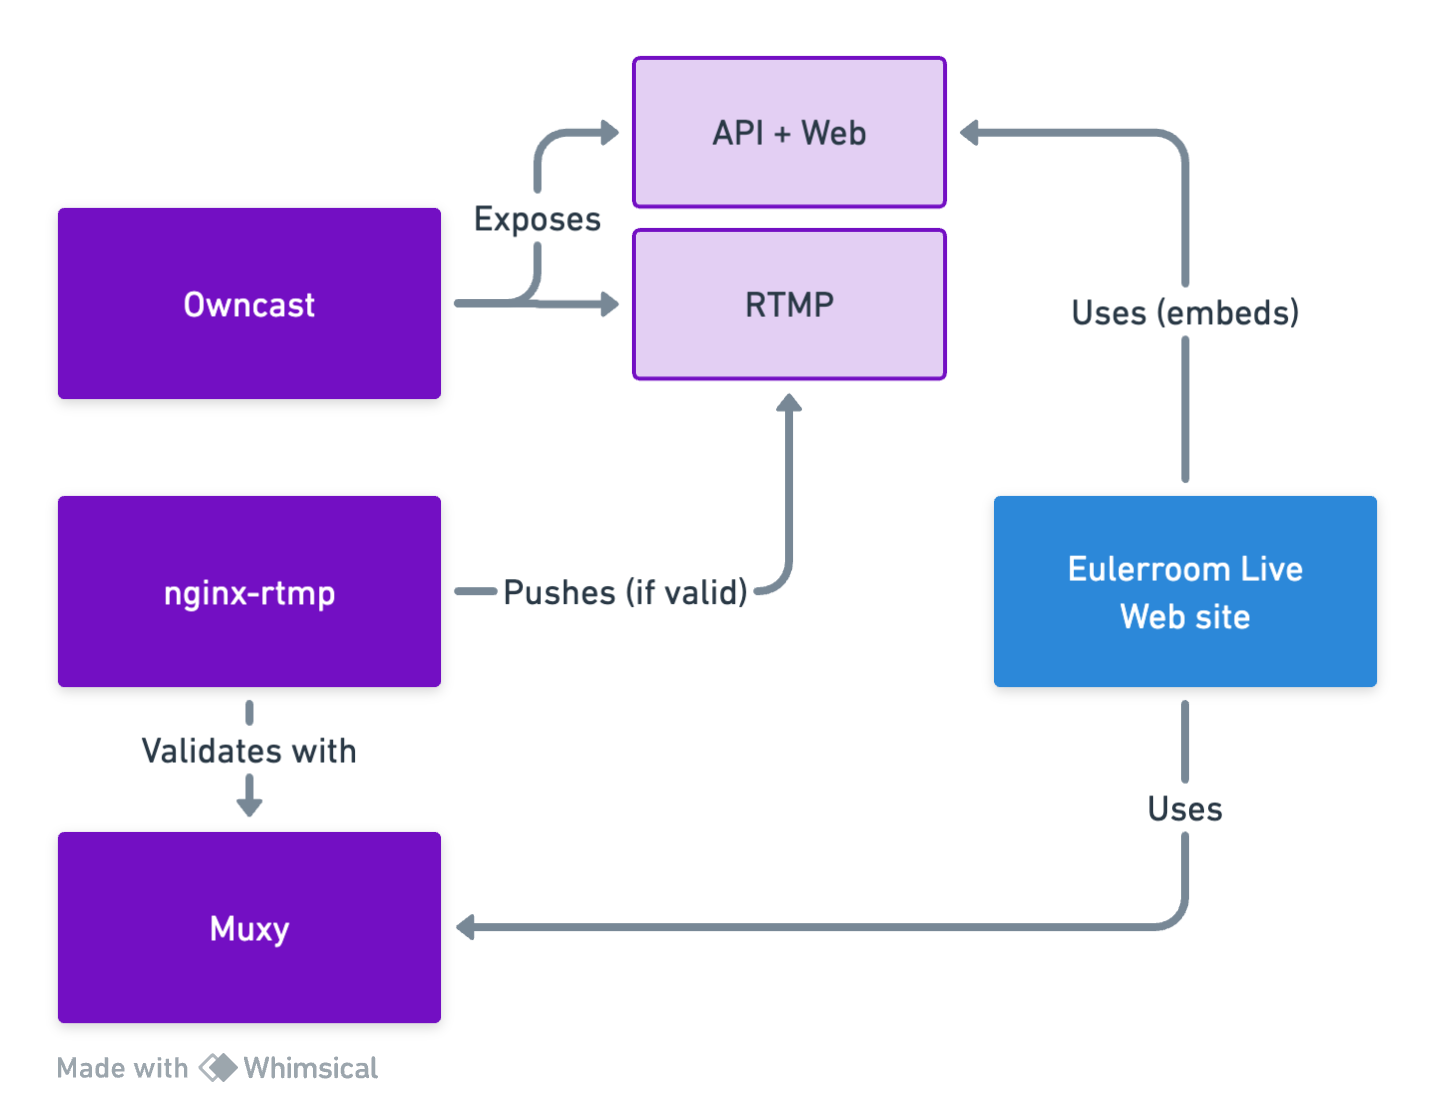 API + Web
Exposes
Owncast
RTMP
Uses (embeds)
nginx-rtmp
Pushes (if valid)
Eulerroom Live
Web site
Validates with
Uses
Muxy
Made with Whimsical